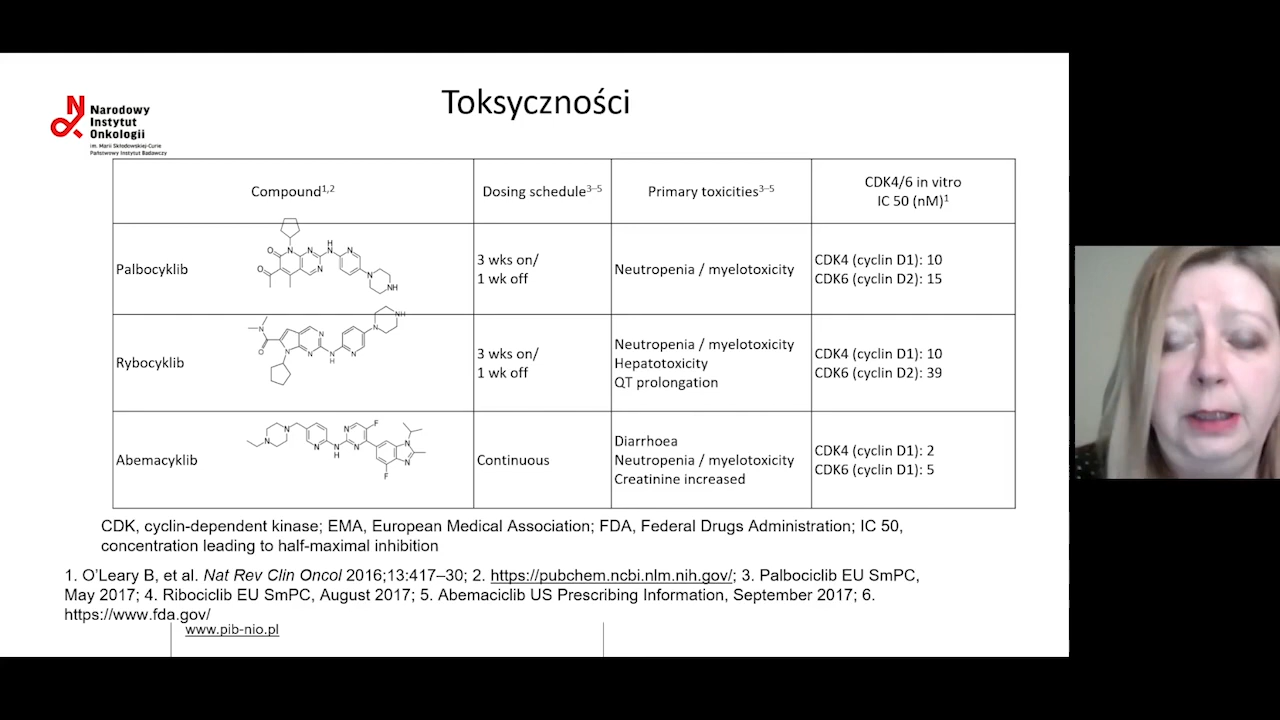 Narodowy
Instytut
Onkologii
im. Marii Skłodowskiej-Curie
Państwowy Instytut Badawczy
Toksyczności
Compound1,2
Dosing schedule3–5
Primary toxicities3–5
CDK4/6 in vitro
IC 50 (nM)1
Palbocyklib
3 wks on/
1 wk off
Neutropenia / myelotoxicity
CDK4 (cyclin D1): 10
CDK6 (cyclin D2): 15
Rybocyklib
3 wks on/
1 wk off
Neutropenia / myelotoxicity
Hepatotoxicity
QT prolongation
CDK4 (cyclin D1): 10
CDK6 (cyclin D2): 39
Abemacyklib
Continuous
Diarrhoea
Neutropenia / myelotoxicity
Creatinine increased
CDK4 (cyclin D1): 2
CDK6 (cyclin D1): 5
CDK, cyclin-dependent kinase; EMA, European Medical Association; FDA, Federal Drugs Administration; IC 50,
concentration leading to half-maximal inhibition
1. O'Leary B, et al. Nat Rev Clin Oncol 2016;13:417–30; 2. https://pubchem.ncbi.nlm.nih.gov/; 3. Palbociclib EU SmPC,
May 2017; 4. Ribociclib EU SmPC, August 2017; 5. Abemaciclib US Prescribing Information, September 2017; 6.
https://www.fda.gov/
www.pib-nio.pl